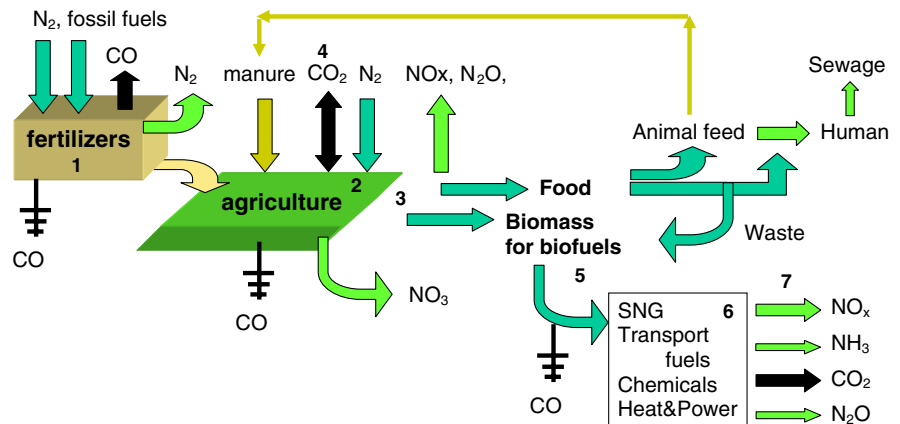 N₂, fossil fuels
CO
N₂
manure
4
CO₂
N₂
NOx, N₂O,
Sewage
Animal feed
Human
fertilizers
1
2
agriculture
3
Food
Biomass
for biofuels
Waste
CO
NO₃
CO
5
6
7
SNG
Transport
fuels
Chemicals
Heat&Power
CO
NOₓ
NH₃
CO₂
N₂O